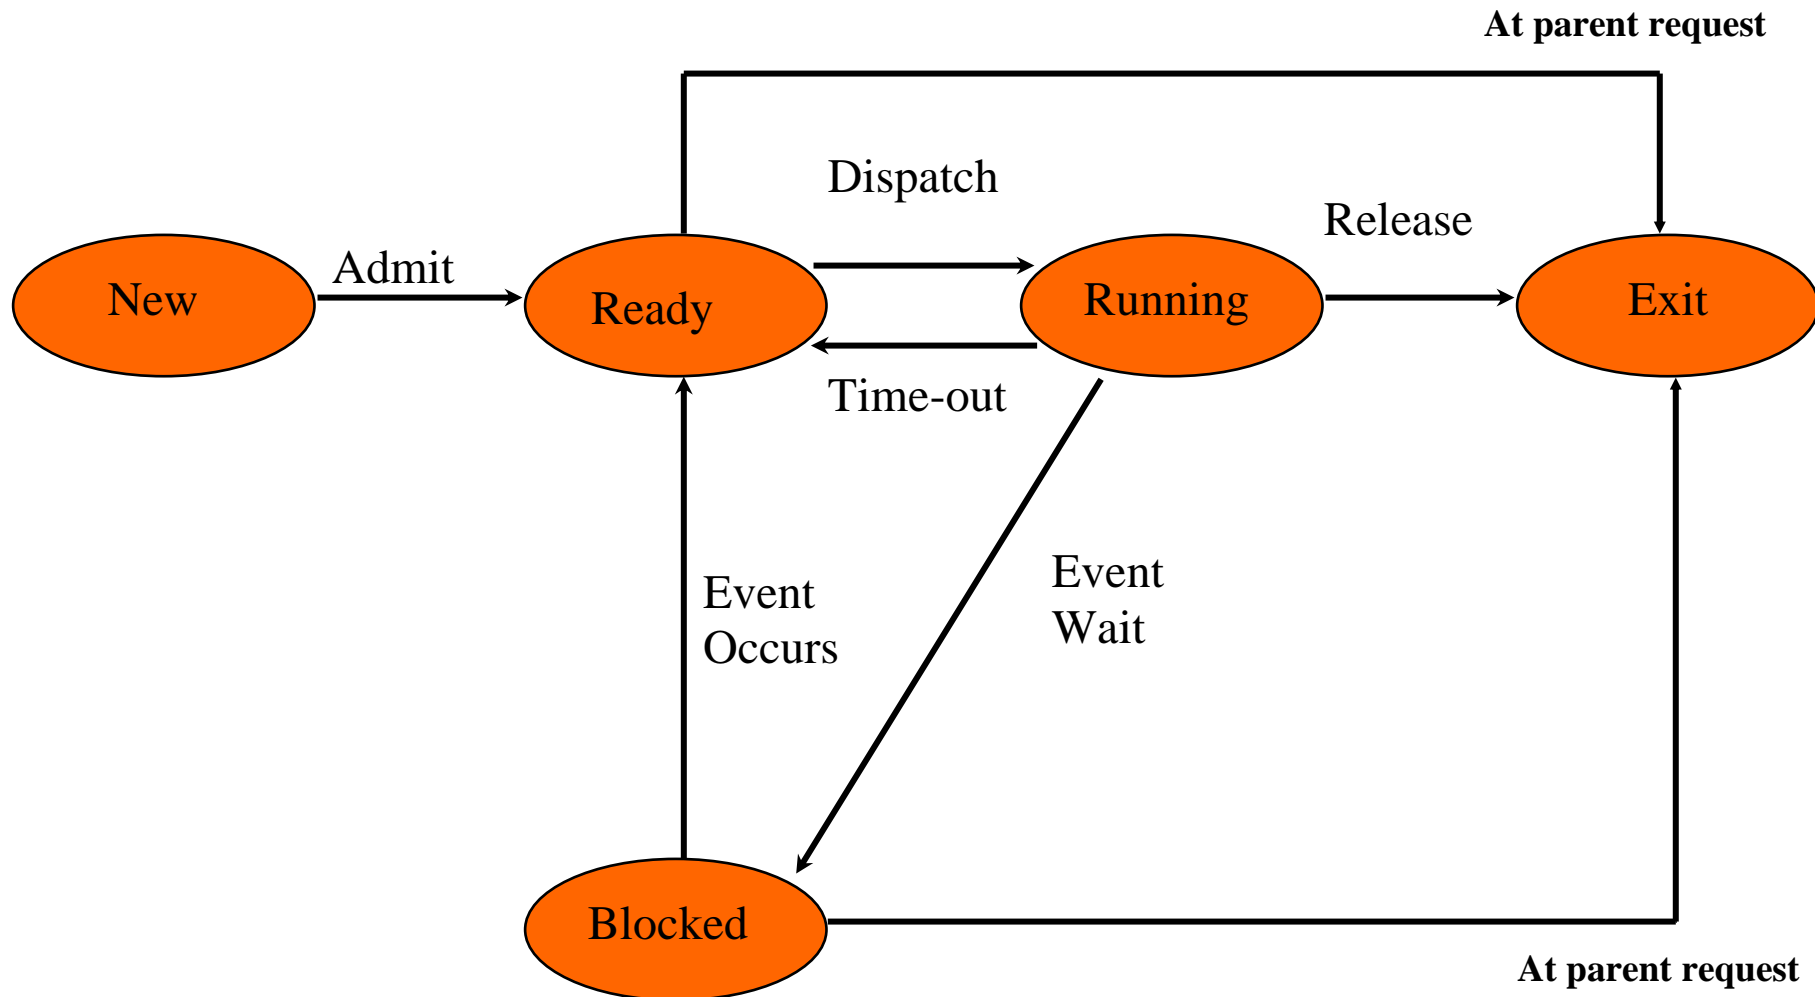 At parent request
Dispatch
Release
Admit
New
Ready
Running
Exit
Time-out
Event
Occurs
Event
Wait
Blocked
At parent request